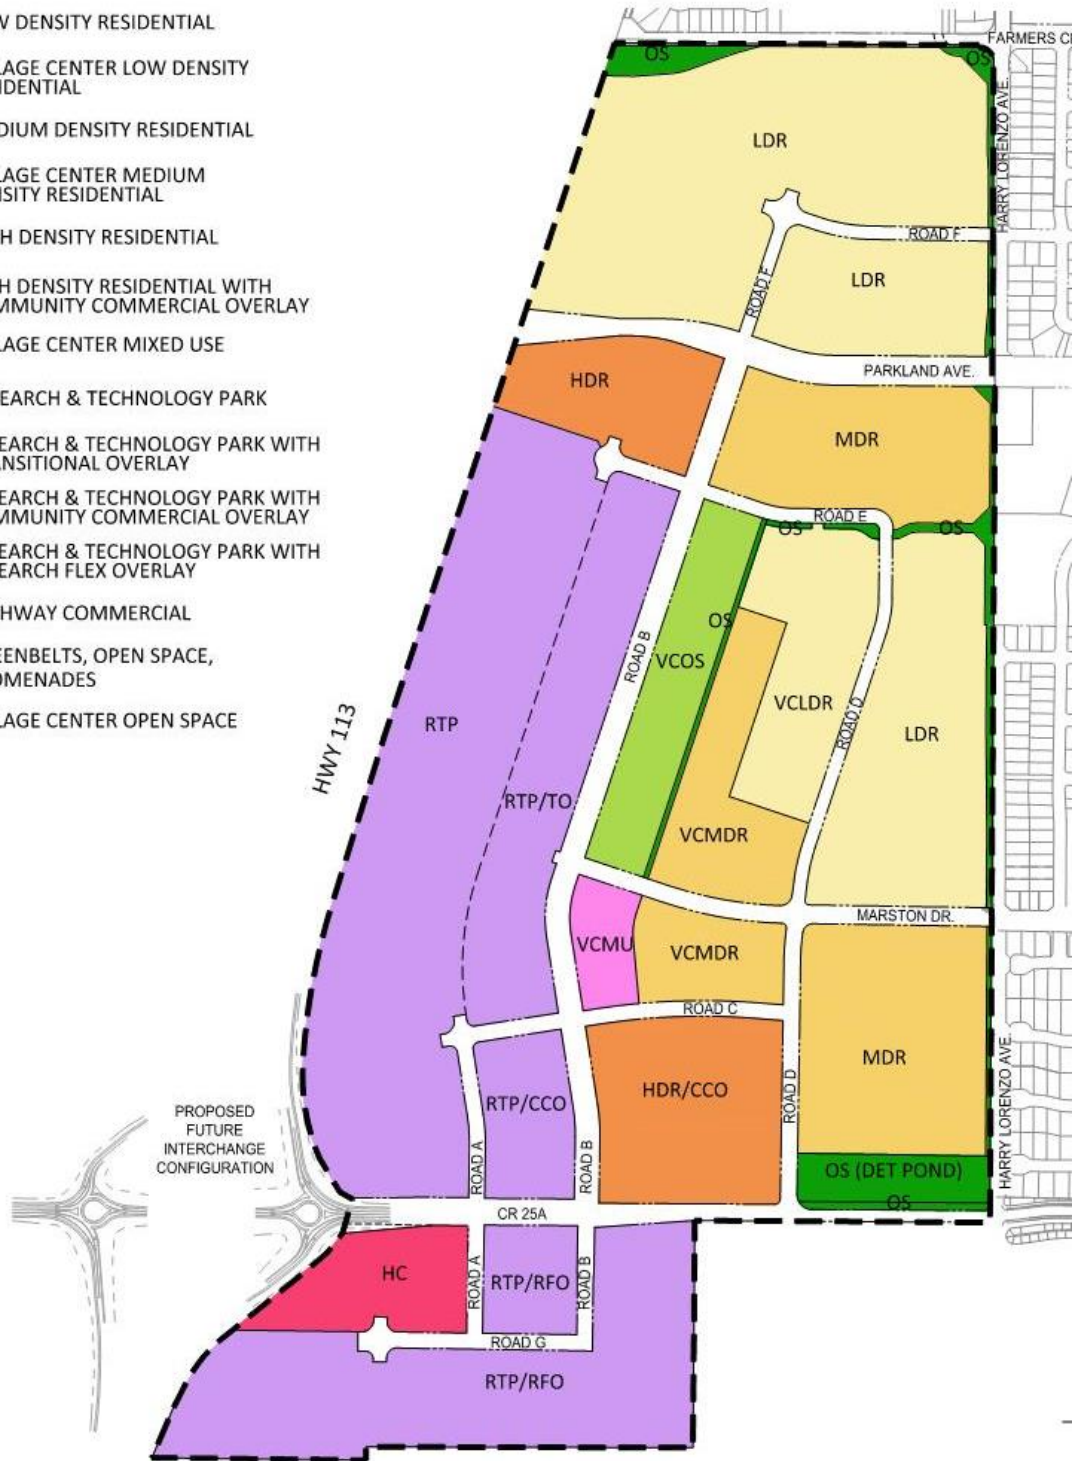 W DENSITY RESIDENTIAL
LAGE CENTER LOW DENSITY
IDENTIAL
DIUM DENSITY RESIDENTIAL
LAGE CENTER MEDIUM
NSITY RESIDENTIAL
H DENSITY RESIDENTIAL
H DENSITY RESIDENTIAL WITH
MMUNITY COMMERCIAL OVERLAY
LAGE CENTER MIXED USE
EARCH & TECHNOLOGY PARK
EARCH & TECHNOLOGY PARK WITH
ANSITIONAL OVERLAY
EARCH & TECHNOLOGY PARK WITH
MMUNITY COMMERCIAL OVERLAY
EARCH & TECHNOLOGY PARK WITH
EARCH FLEX OVERLAY
HWAY COMMERCIAL
EENBELTS, OPEN SPACE,
OMENADES
LAGE CENTER OPEN SPACE
FARMERS C
OS
OS
HARRY LORENZO AVE.
LDR
ROAD F
ROAD F
LDR
PARKLAND AVE.
HDR
MDR
ROAD E
OS
OS
OS
ROAD B
VCOS
VCLDR
ROAD D
LDR
HWY 113
RTP
RTP/TO
VCMDR
MARSTON DR.
VCMU
VCMDR
ROAD C
MDR
HDR/CCO
RTP/CCO
ROAD D
HARRY LORENZO AVE.
PROPOSED
FUTURE
INTERCHANGE
CONFIGURATION
ROAD A
ROAD B
OS (DET POND)
OS
CR 25A
HC
ROAD A
RTP/RFO
ROAD B
ROAD G
RTP/RFO